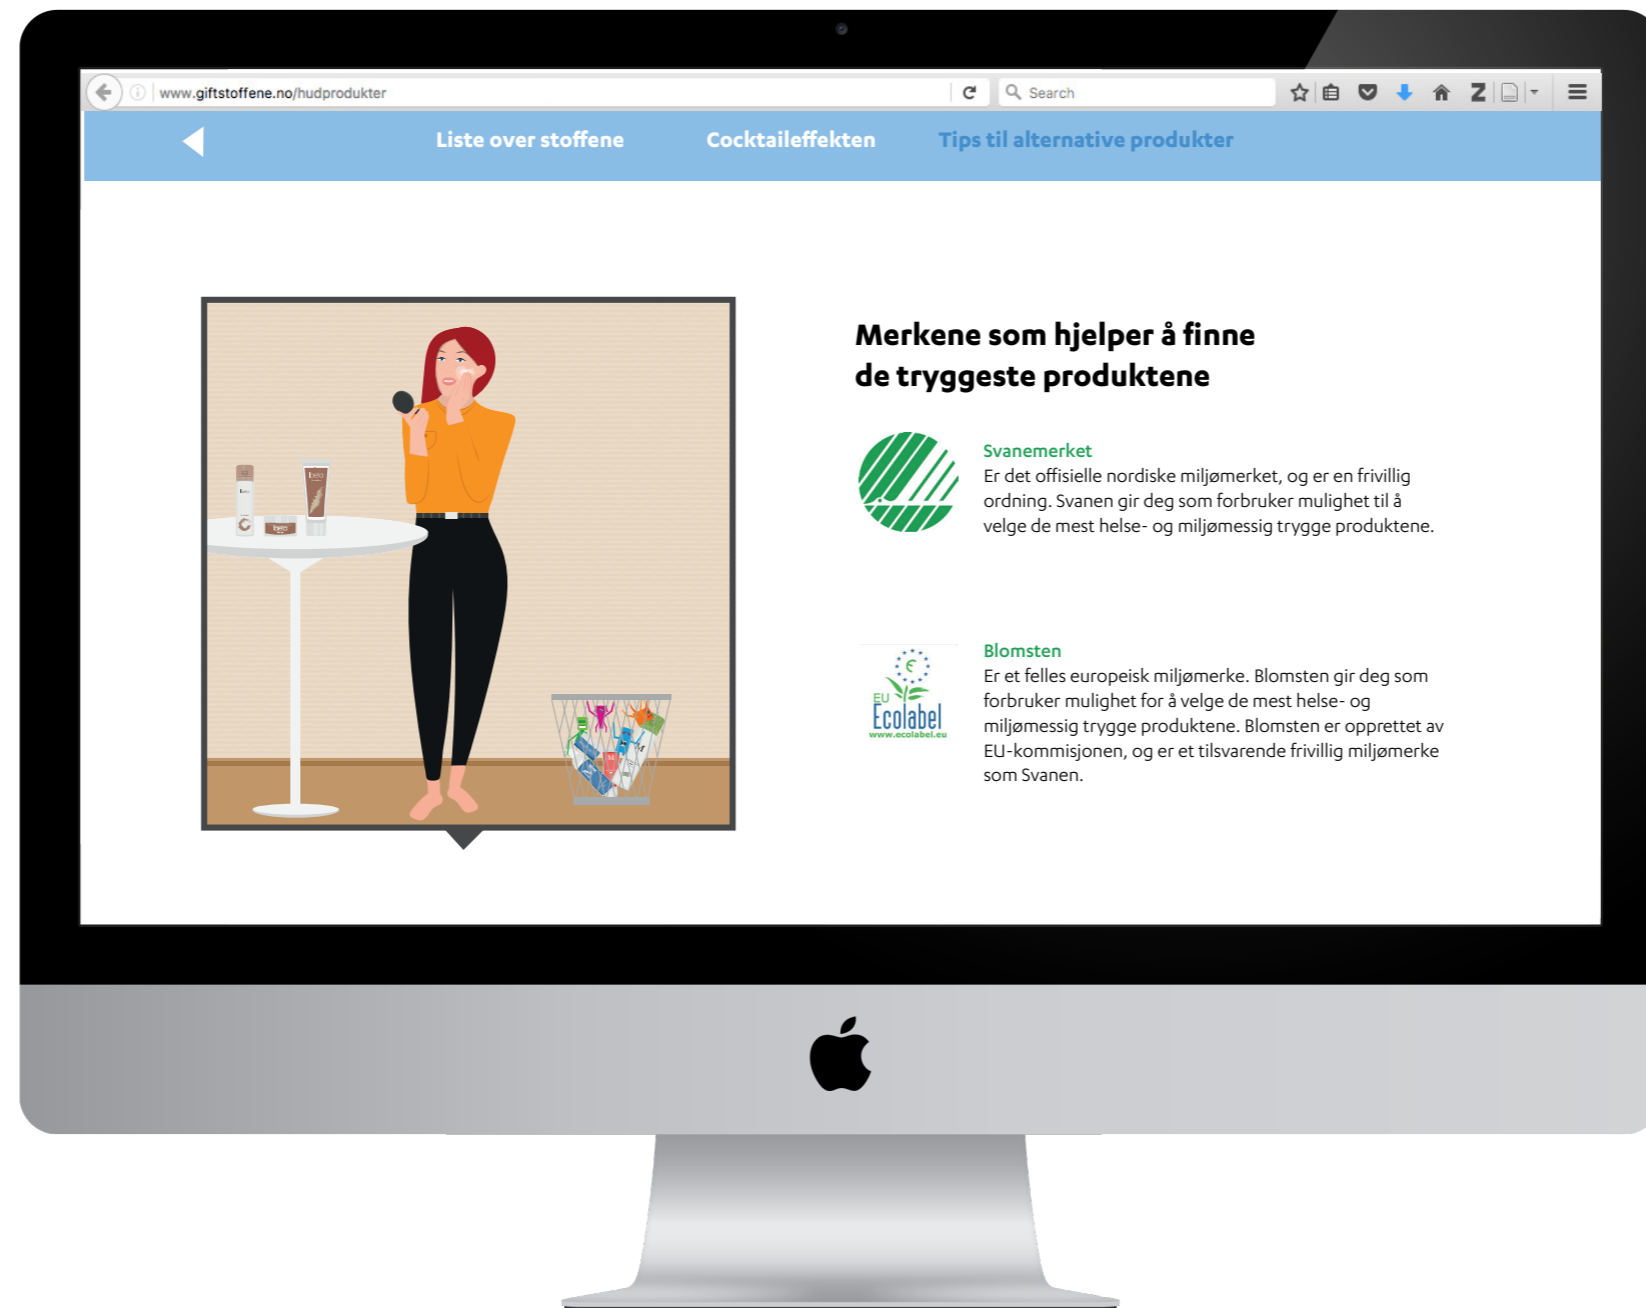 www.giftstoffene.no/hudprodukter
Search
Z
Liste over stoffene
Cocktaileffekten
Tips til alternative produkter
Merkene som hjelper å finne
de tryggeste produktene
Svanemerket
Er det offisielle nordiske miljømerket, og er en frivillig
ordning. Svanen gir deg som forbruker mulighet til å
velge de mest helse- og miljømessig trygge produktene.
EU
Ecolabel
www.ecolabel.eu
Blomsten
Er et felles europeisk miljømerke. Blomsten gir deg som
forbruker mulighet for å velge de mest helse- og
miljømessig trygge produktene. Blomsten er opprettet av
EU-kommisjonen, og er et tilsvarende frivillig miljømerke
som Svanen.